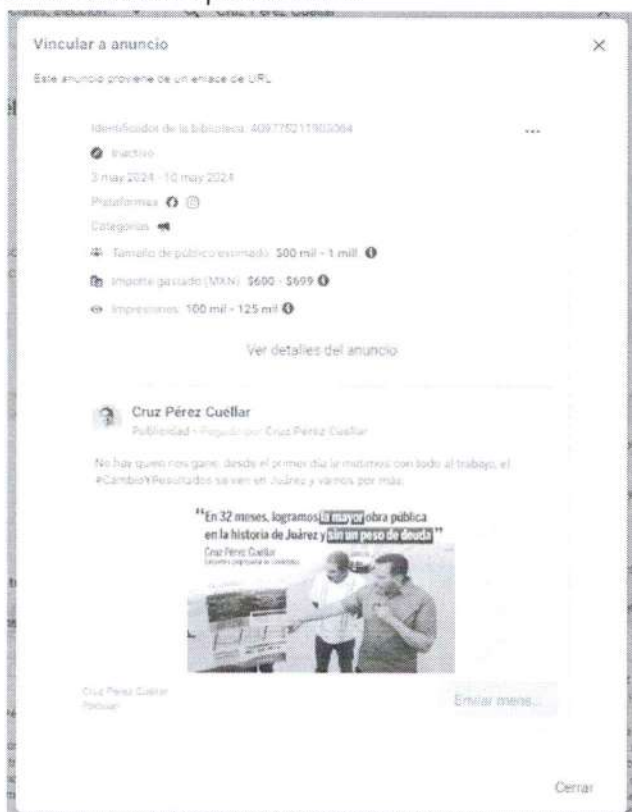 Cruz Pérez Cuéllar
Vincular a anuncio
Este anuncio proviene de un enlace de URL
Identificador de la biblioteca: 409775211903064
Inactivo
3 may 2024 - 10 may 2024
Plataformas
Categorías
Tamaño de público estimado: 500 mil - 1 mill.
Importe gastado (MXN): $600 - $699
Impresiones: 100 mil - 125 mil
Ver detalles del anuncio
Cruz Pérez Cuéllar
Publicidad • Pagado por Cruz Pérez Cuéllar
No hay quien nos gane, desde el primer día le metimos con todo al trabajo, el
#CambioYResultados se ven en Juárez y vamos por más.
"En 32 meses, logramos la mayor obra pública
en la historia de Juárez y sin un peso de deuda"
Cruz Pérez Cuéllar
Cruz Pérez Cuéllar
Enviar mens...
Cerrar